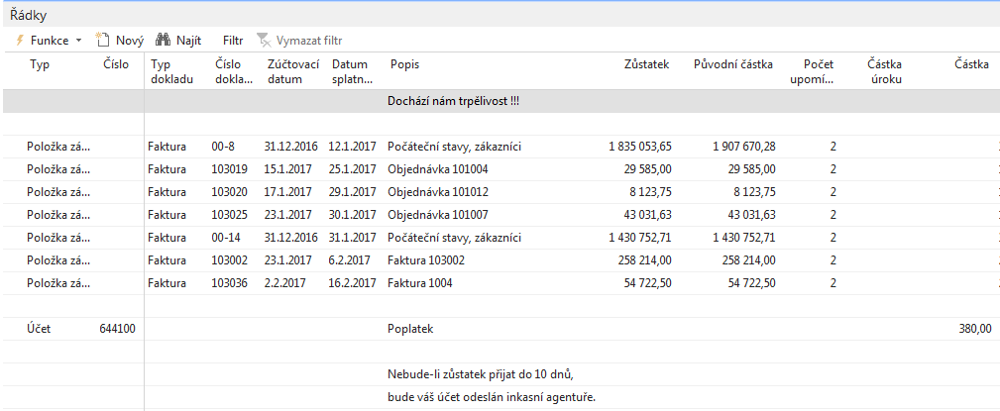 Řádky
Funkce Nový Najít Filtr Vymazat filtr
Typ Číslo Typ dokladu Číslo dokla... Zúčtovací datum Datum splatn... Popis Zůstatek Původní částka Počet upomí... Částka úroku Částka
Dochází nám trpělivost !!!
Položka zá... Faktura 00-8 31.12.2016 12.1.2017 Počáteční stavy, zákazníci 1 835 053,65 1 907 670,28 2
Položka zá... Faktura 103019 15.1.2017 25.1.2017 Objednávka 101004 29 585,00 29 585,00 2
Položka zá... Faktura 103020 17.1.2017 29.1.2017 Objednávka 101012 8 123,75 8 123,75 2
Položka zá... Faktura 103025 23.1.2017 30.1.2017 Objednávka 101007 43 031,63 43 031,63 2
Položka zá... Faktura 00-14 31.12.2016 31.1.2017 Počáteční stavy, zákazníci 1 430 752,71 1 430 752,71 2
Položka zá... Faktura 103002 23.1.2017 6.2.2017 Faktura 103002 258 214,00 258 214,00 2
Položka zá... Faktura 103036 2.2.2017 16.2.2017 Faktura 1004 54 722,50 54 722,50 2
Účet 644100 Poplatek 380,00
Nebude-li zůstatek přijat do 10 dnů,
bude váš účet odeslán inkasní agentuře.